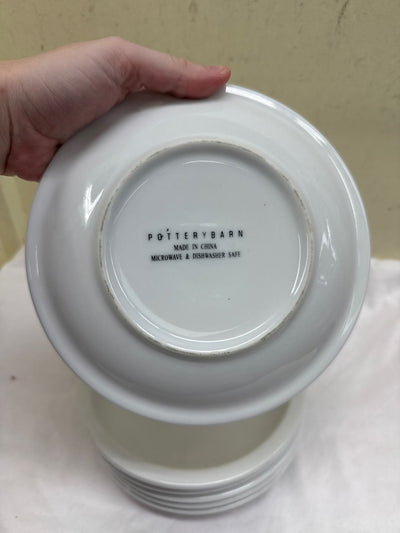 POTTERYBARN
MADE IN CHINA
MICROWAVE & DISHWASHER SAFE